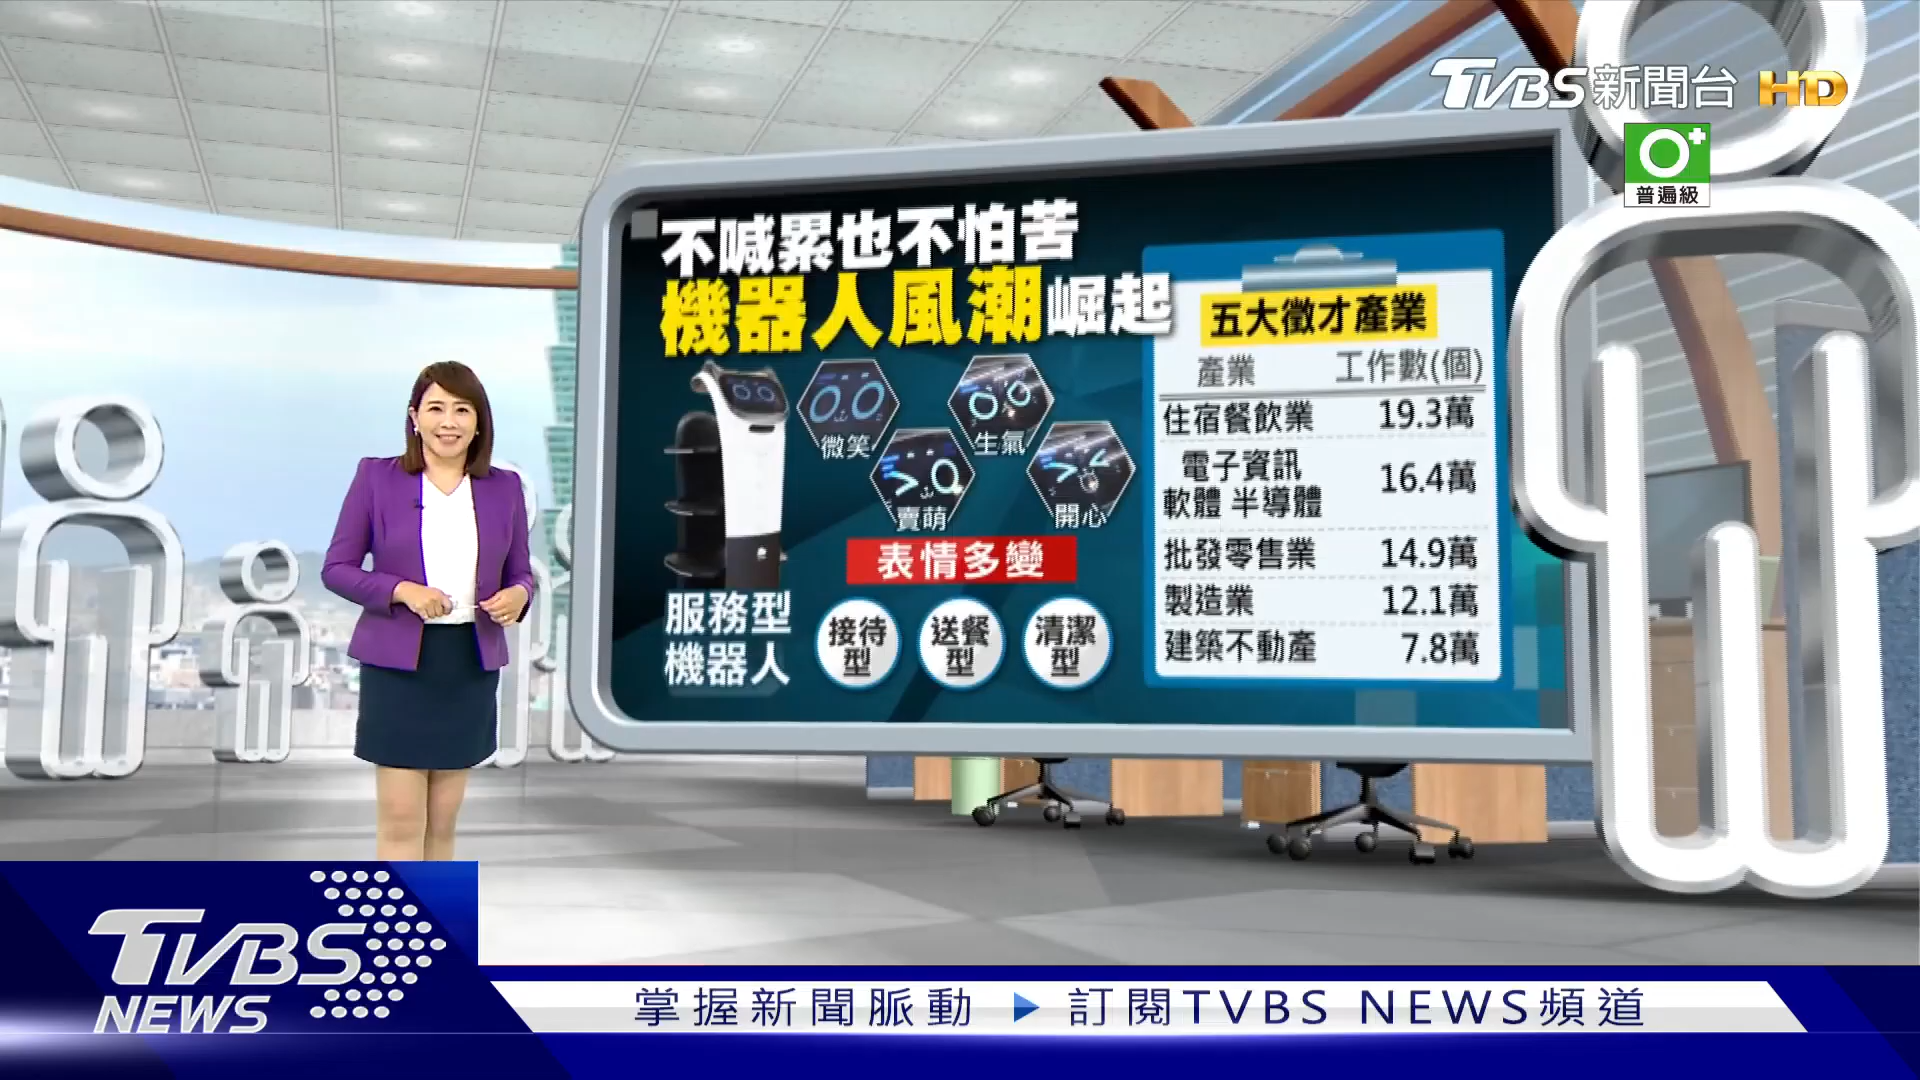 TVBS新聞台 HD
普遍級
不喊累也不怕苦
機器人風潮崛起
微笑
生氣
賣萌
開心
表情多變
服務型
機器人
接待
型
送餐
型
清潔
型
五大徵才產業
產業 工作數(個)
住宿餐飲業 19.3萬
電子資訊
軟體 半導體 16.4萬
批發零售業 14.9萬
製造業 12.1萬
建築不動產 7.8萬
TVBS
NEWS
掌握新聞脈動 ▶ 訂閱TVBS NEWS頻道